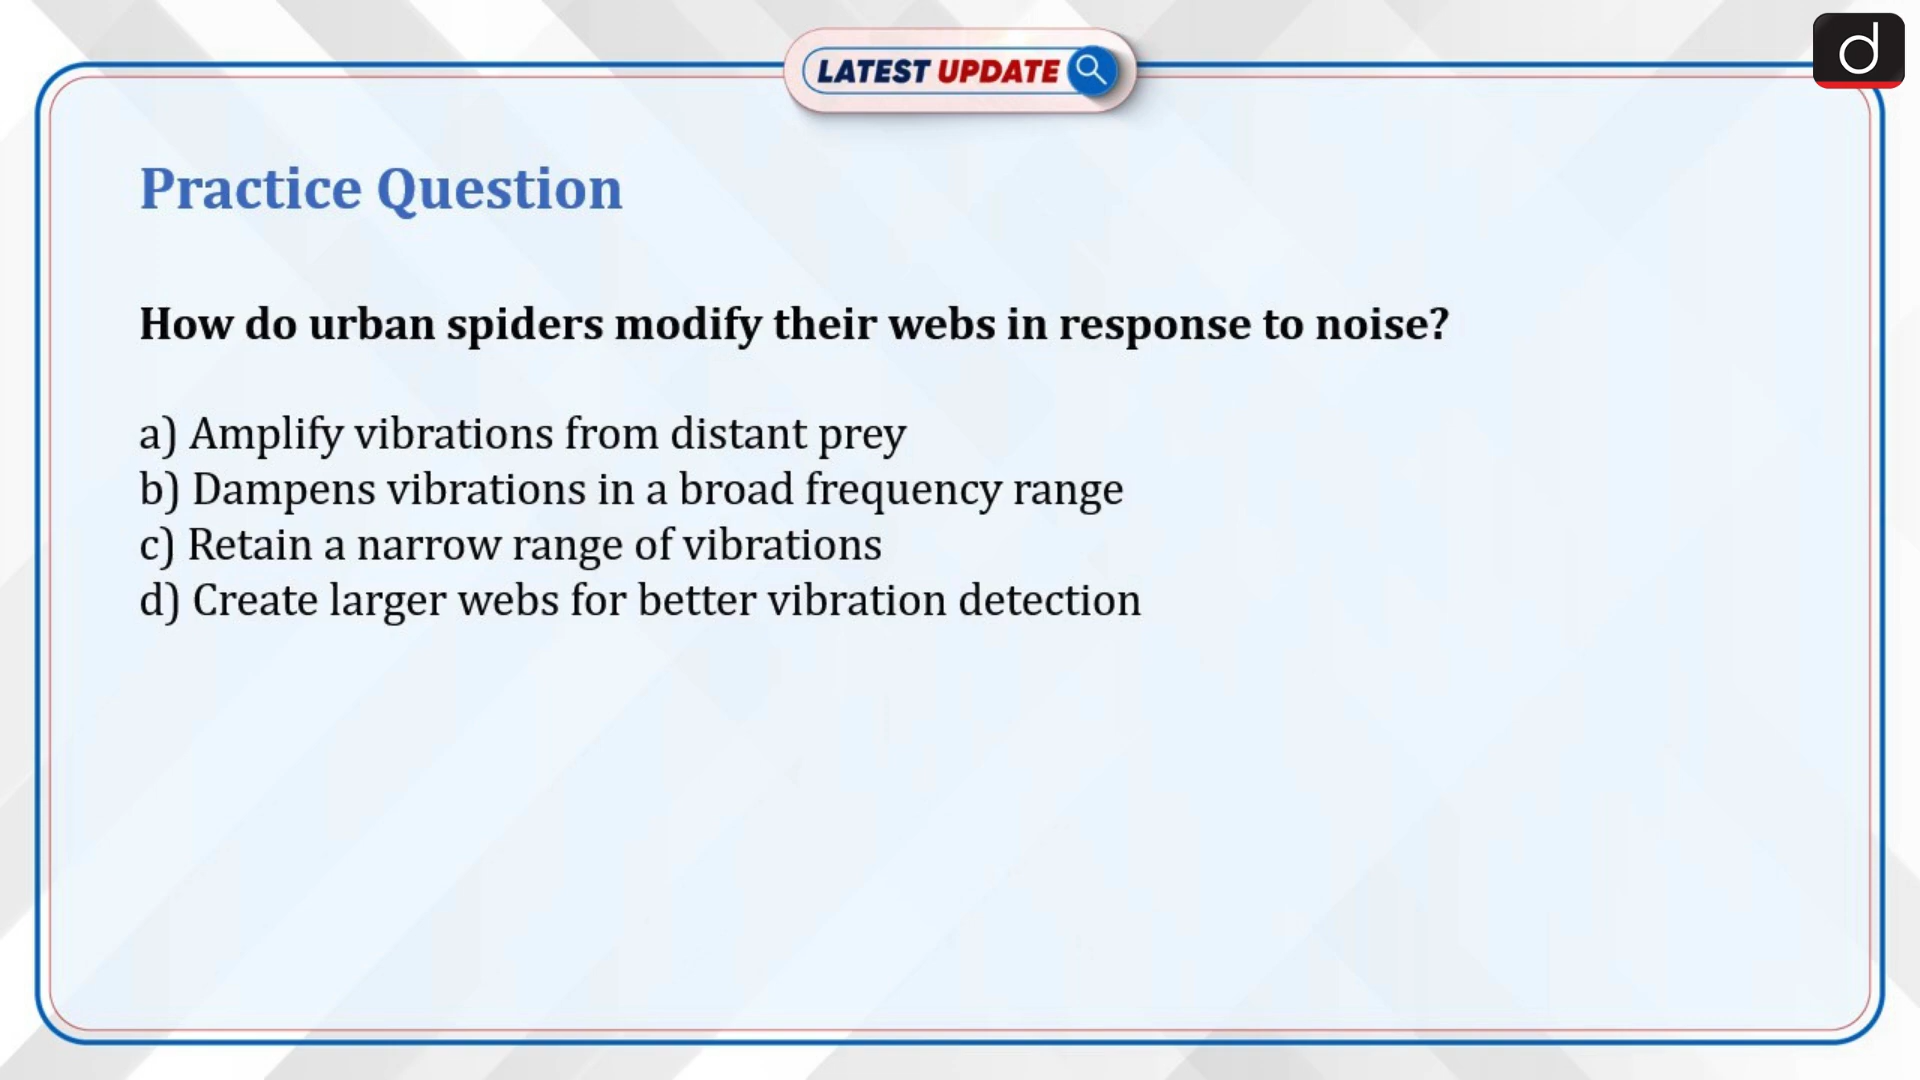 LATEST UPDATE
d
Practice Question
How do urban spiders modify their webs in response to noise?
a) Amplify vibrations from distant prey
b) Dampens vibrations in a broad frequency range
c) Retain a narrow range of vibrations
d) Create larger webs for better vibration detection